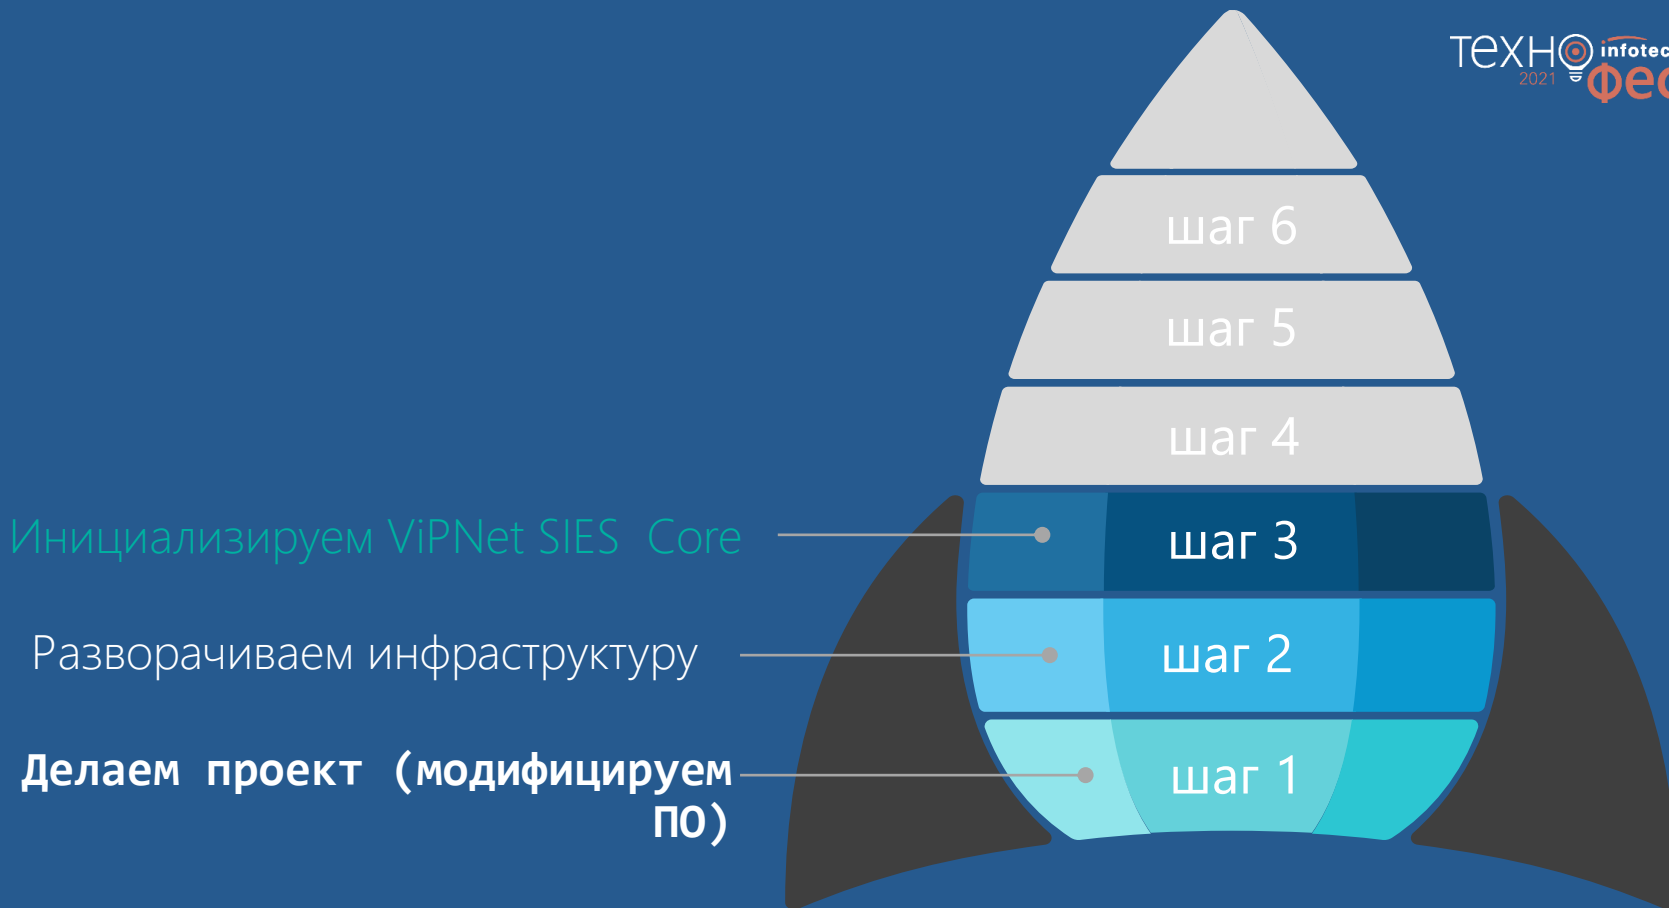 техно
2021
infotec
фес
шаг 6
шаг 5
шаг 4
Инициализируем ViPNet SIES Core
шаг 3
Разворачиваем инфраструктуру
шаг 2
Делаем проект (модифицируем
ПО)
шаг 1